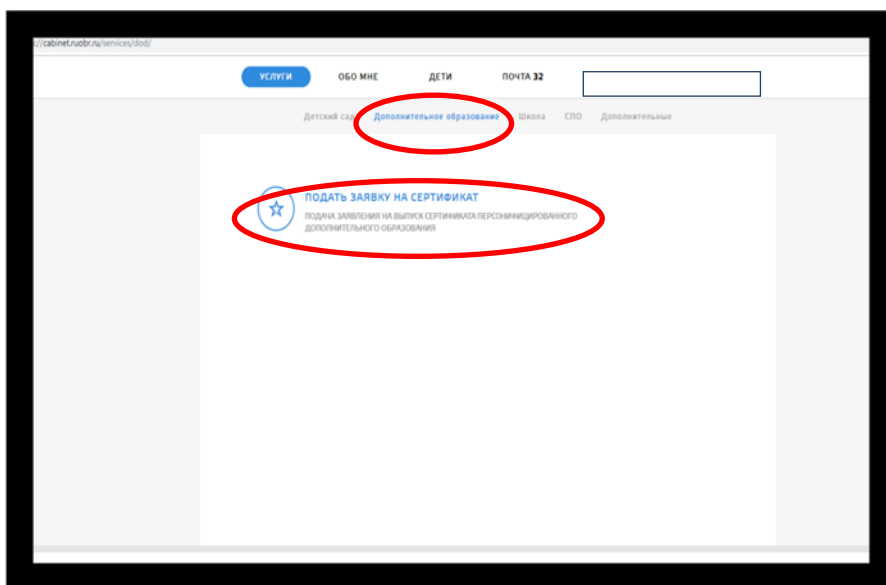 ://cabinet.ruobr.ru/services/dod/
УСЛУГИ ОБО МНЕ ДЕТИ ПОЧТА 32
Детский сад Дополнительное образование Школа СПО Дополнительные
ПОДАТЬ ЗАЯВКУ НА СЕРТИФИКАТ
ПОДАЧА ЗАЯВЛЕНИЯ НА ВЫПУСК СЕРТИФИКАТА ПЕРСОНИФИЦИРОВАННОГО
ДОПОЛНИТЕЛЬНОГО ОБРАЗОВАНИЯ